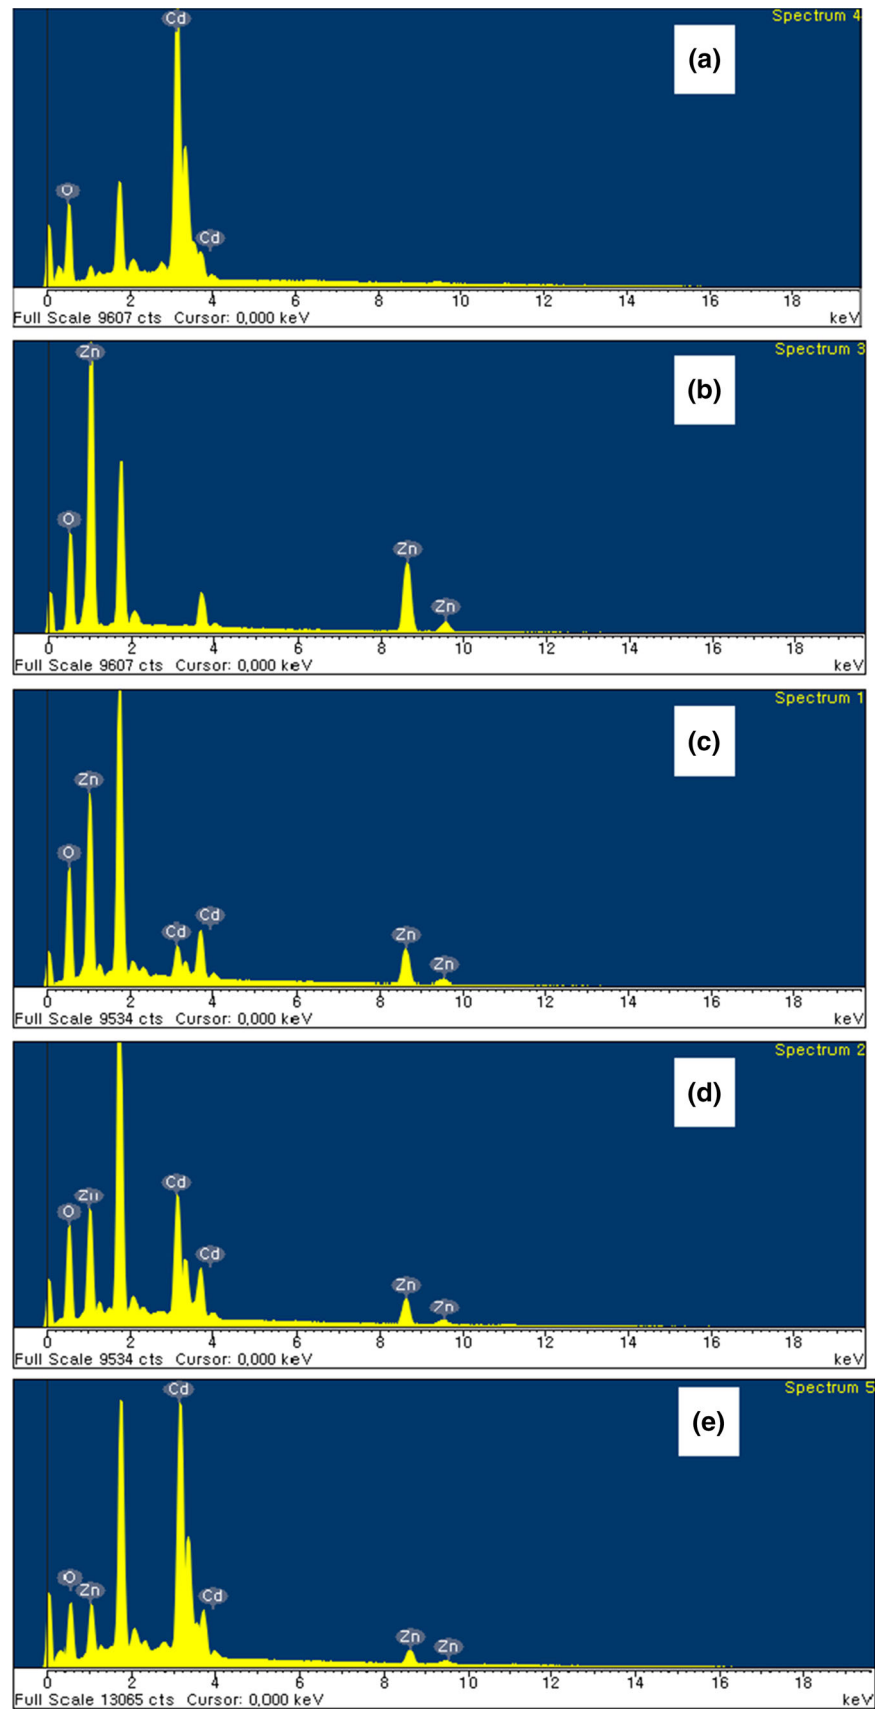 Spectrum 4
(a)
Cd
O
Cd
0 2 4 6 8 10 12 14 16 18
Full Scale 9607 cts Cursor: 0,000 keV keV
Spectrum 3
(b)
Zn
O
Zn
Zn
0 2 4 6 8 10 12 14 16 18
Full Scale 9607 cts Cursor: 0,000 keV keV
Spectrum 1
(c)
Zn
O
Cd
Cd
Zn
Zn
0 2 4 6 8 10 12 14 16 18
Full Scale 9534 cts Cursor: 0,000 keV keV
Spectrum 2
(d)
Cd
Zn
O
Cd
Zn
Zn
0 2 4 6 8 10 12 14 16 18
Full Scale 9534 cts Cursor: 0,000 keV keV
Spectrum 5
(e)
Cd
O
Zn
Cd
Zn
Zn
0 2 4 6 8 10 12 14 16 18
Full Scale 13065 cts Cursor: 0,000 keV keV